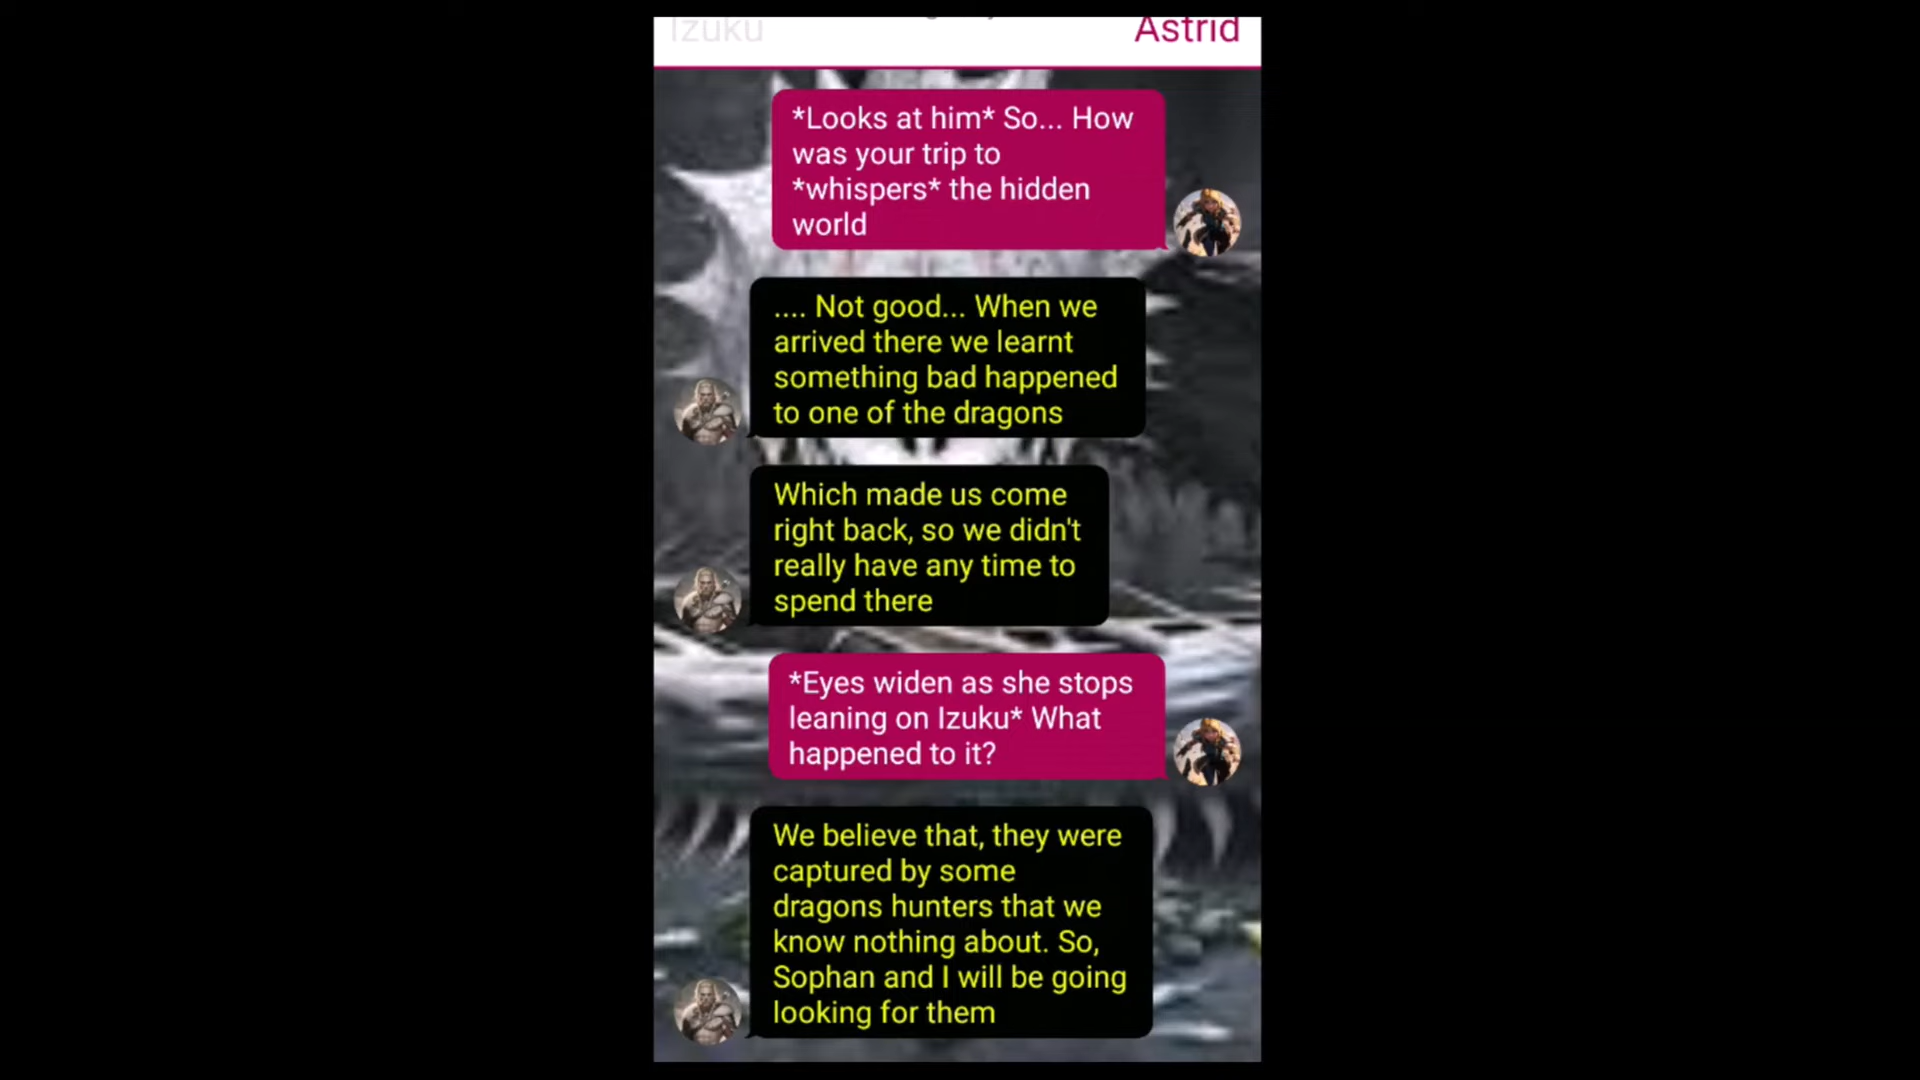 Izuku
Astrid
*Looks at him* So... How
was your trip to
*whispers* the hidden
world
.... Not good... When we
arrived there we learnt
something bad happened
to one of the dragons
Which made us come
right back, so we didn't
really have any time to
spend there
*Eyes widen as she stops
leaning on Izuku* What
happened to it?
We believe that, they were
captured by some
dragons hunters that we
know nothing about. So,
Sophan and I will be going
looking for them